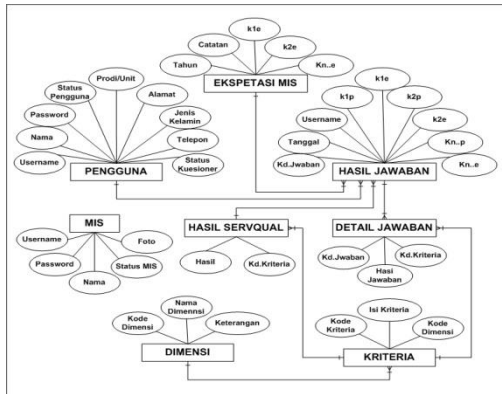 k1e
Catatan
k2e
Tahun
Kn..e
EKSPETASI MIS
Prodi/Unit
Status
Pengguna
Alamat
Password
Jenis
Kelamin
Nama
Telepon
Username
Status
Kuesioner
PENGGUNA
k1e
k1p
k2p
Username
k2e
Tanggal
Kn..p
Kd.Jwaban
Kn..e
HASIL JAWABAN
MIS
Username
Foto
Password
Status MIS
Nama
HASIL SERVQUAL
Hasil
Kd.Kriteria
DETAIL JAWABAN
Kd.Jwaban
Kd.Kriteria
Hasi
Jawaban
Nama
Dimennsi
Kode
Dimensi
Keterangan
DIMENSI
Isi Kriteria
Kode
Kriteria
Kode
Dimensi
KRITERIA